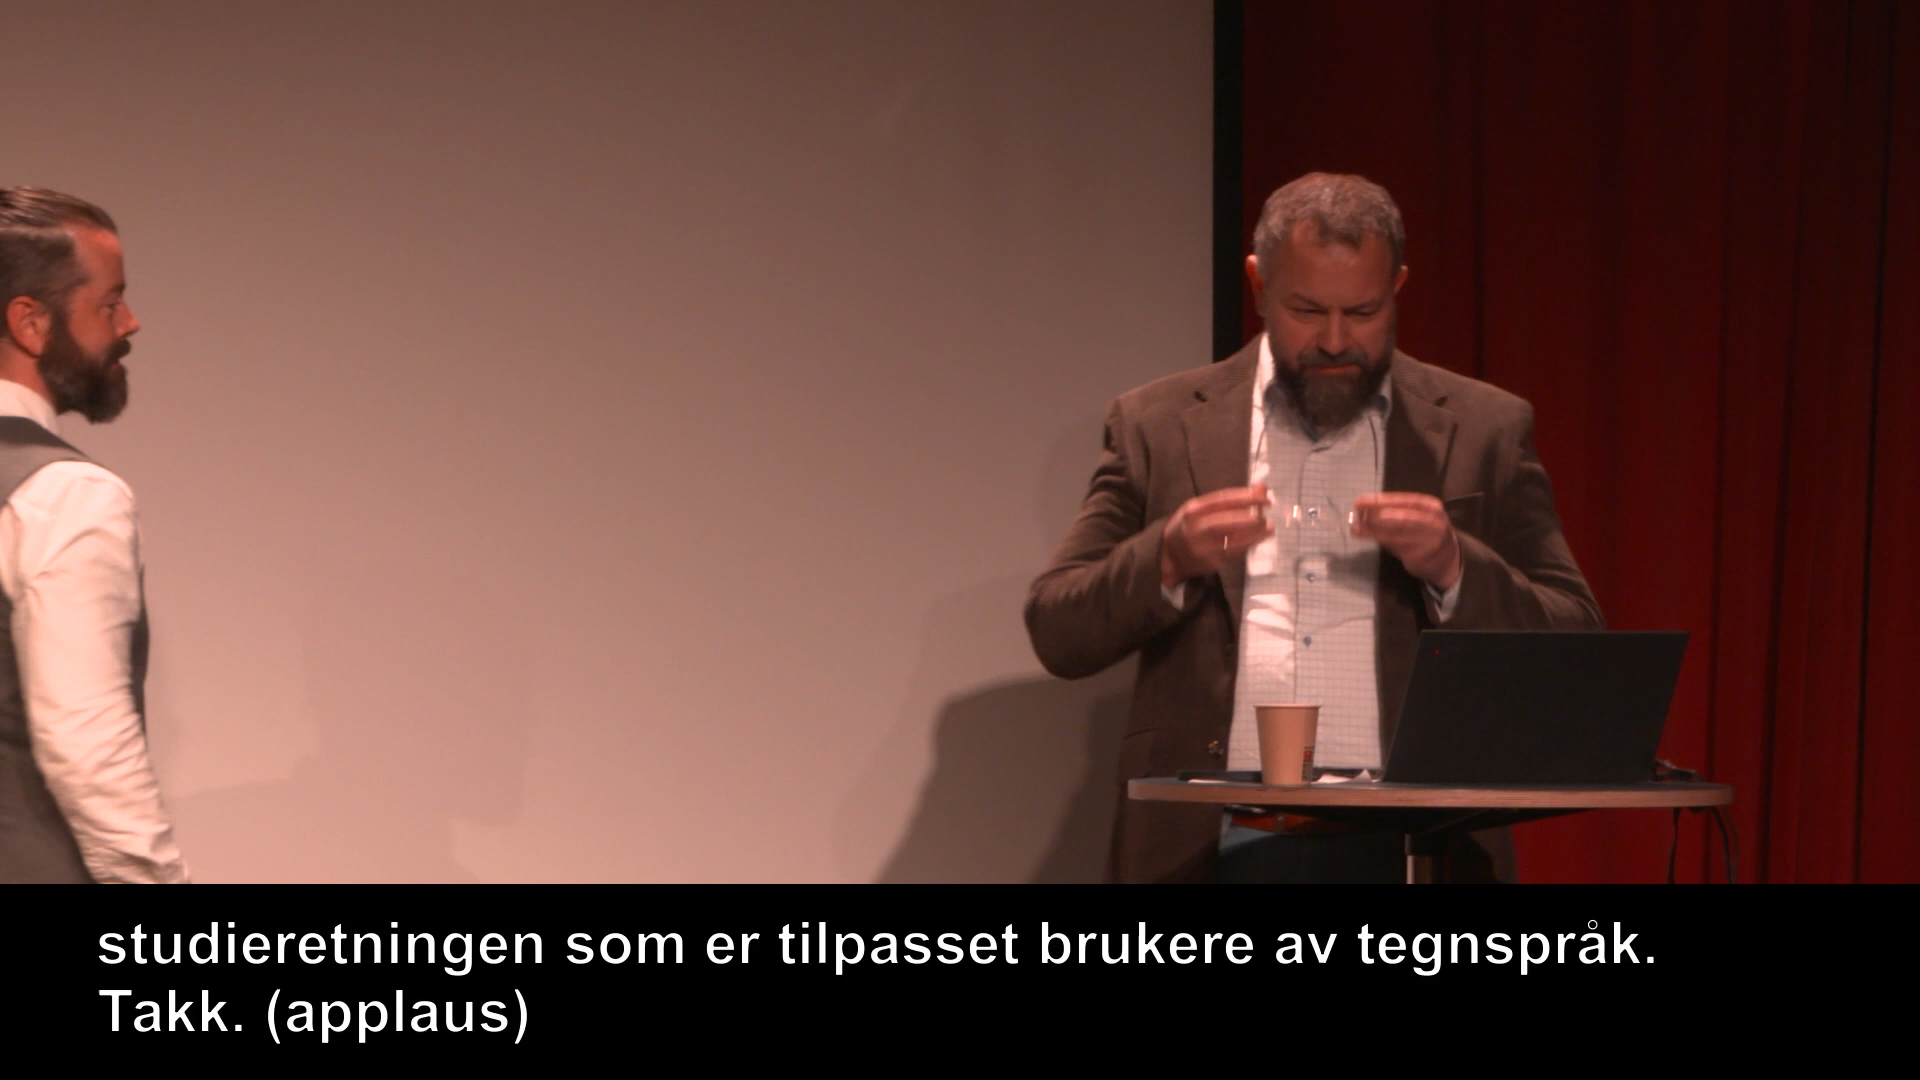 studieretningen som er tilpasset brukere av tegnspråk.
Takk. (applaus)